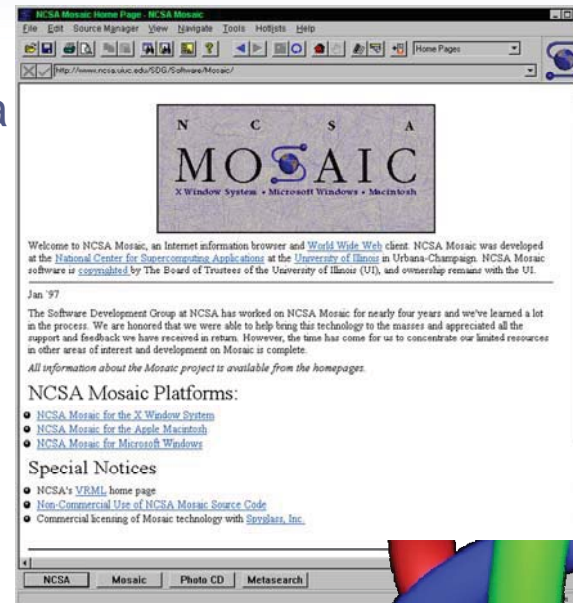 a
NCSA Mosaic Home Page - NCSA Mosaic
File Edit Source Manager View Navigate Tools Hotlists Help
Home Pages
http://www.ncsa.uiuc.edu/SDG/Software/Mosaic/
N C S A
MOSAIC
X Window System • Microsoft Windows • Macintosh
Welcome to NCSA Mosaic, an Internet information browser and World Wide Web client. NCSA Mosaic was developed
at the National Center for Supercomputing Applications at the University of Illinois in Urbana-Champaign. NCSA Mosaic
software is copyrighted by The Board of Trustees of the University of Illinois (UI), and ownership remains with the UI.
Jan '97
The Software Development Group at NCSA has worked on NCSA Mosaic for nearly four years and we've learned a lot
in the process. We are honored that we were able to help bring this technology to the masses and appreciated all the
support and feedback we have received in return. However, the time has come for us to concentrate our limited resources
in other areas of interest and development on Mosaic is complete.
All information about the Mosaic project is available from the homepages.
NCSA Mosaic Platforms:
NCSA Mosaic for the X Window System
NCSA Mosaic for the Apple Macintosh
NCSA Mosaic for Microsoft Windows
Special Notices
NCSA's VRML home page
Non-Commercial Use of NCSA Mosaic Source Code
Commercial licensing of Mosaic technology with Spyglass, Inc.
NCSA Mosaic Photo CD Metasearch